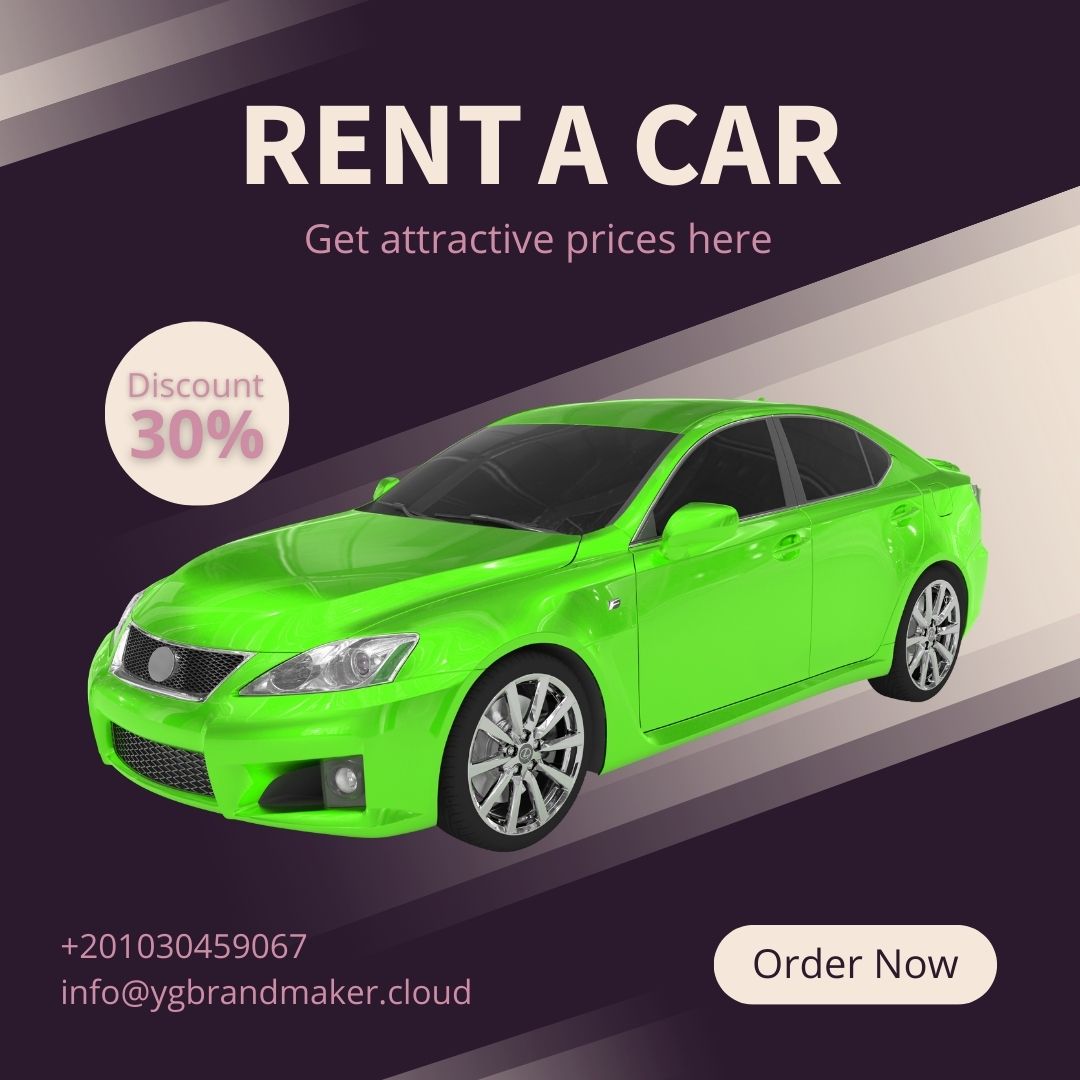 RENT A CAR
Get attractive prices here
Discount
30%
+201030459067
info@ygbrandmaker.cloud
Order Now